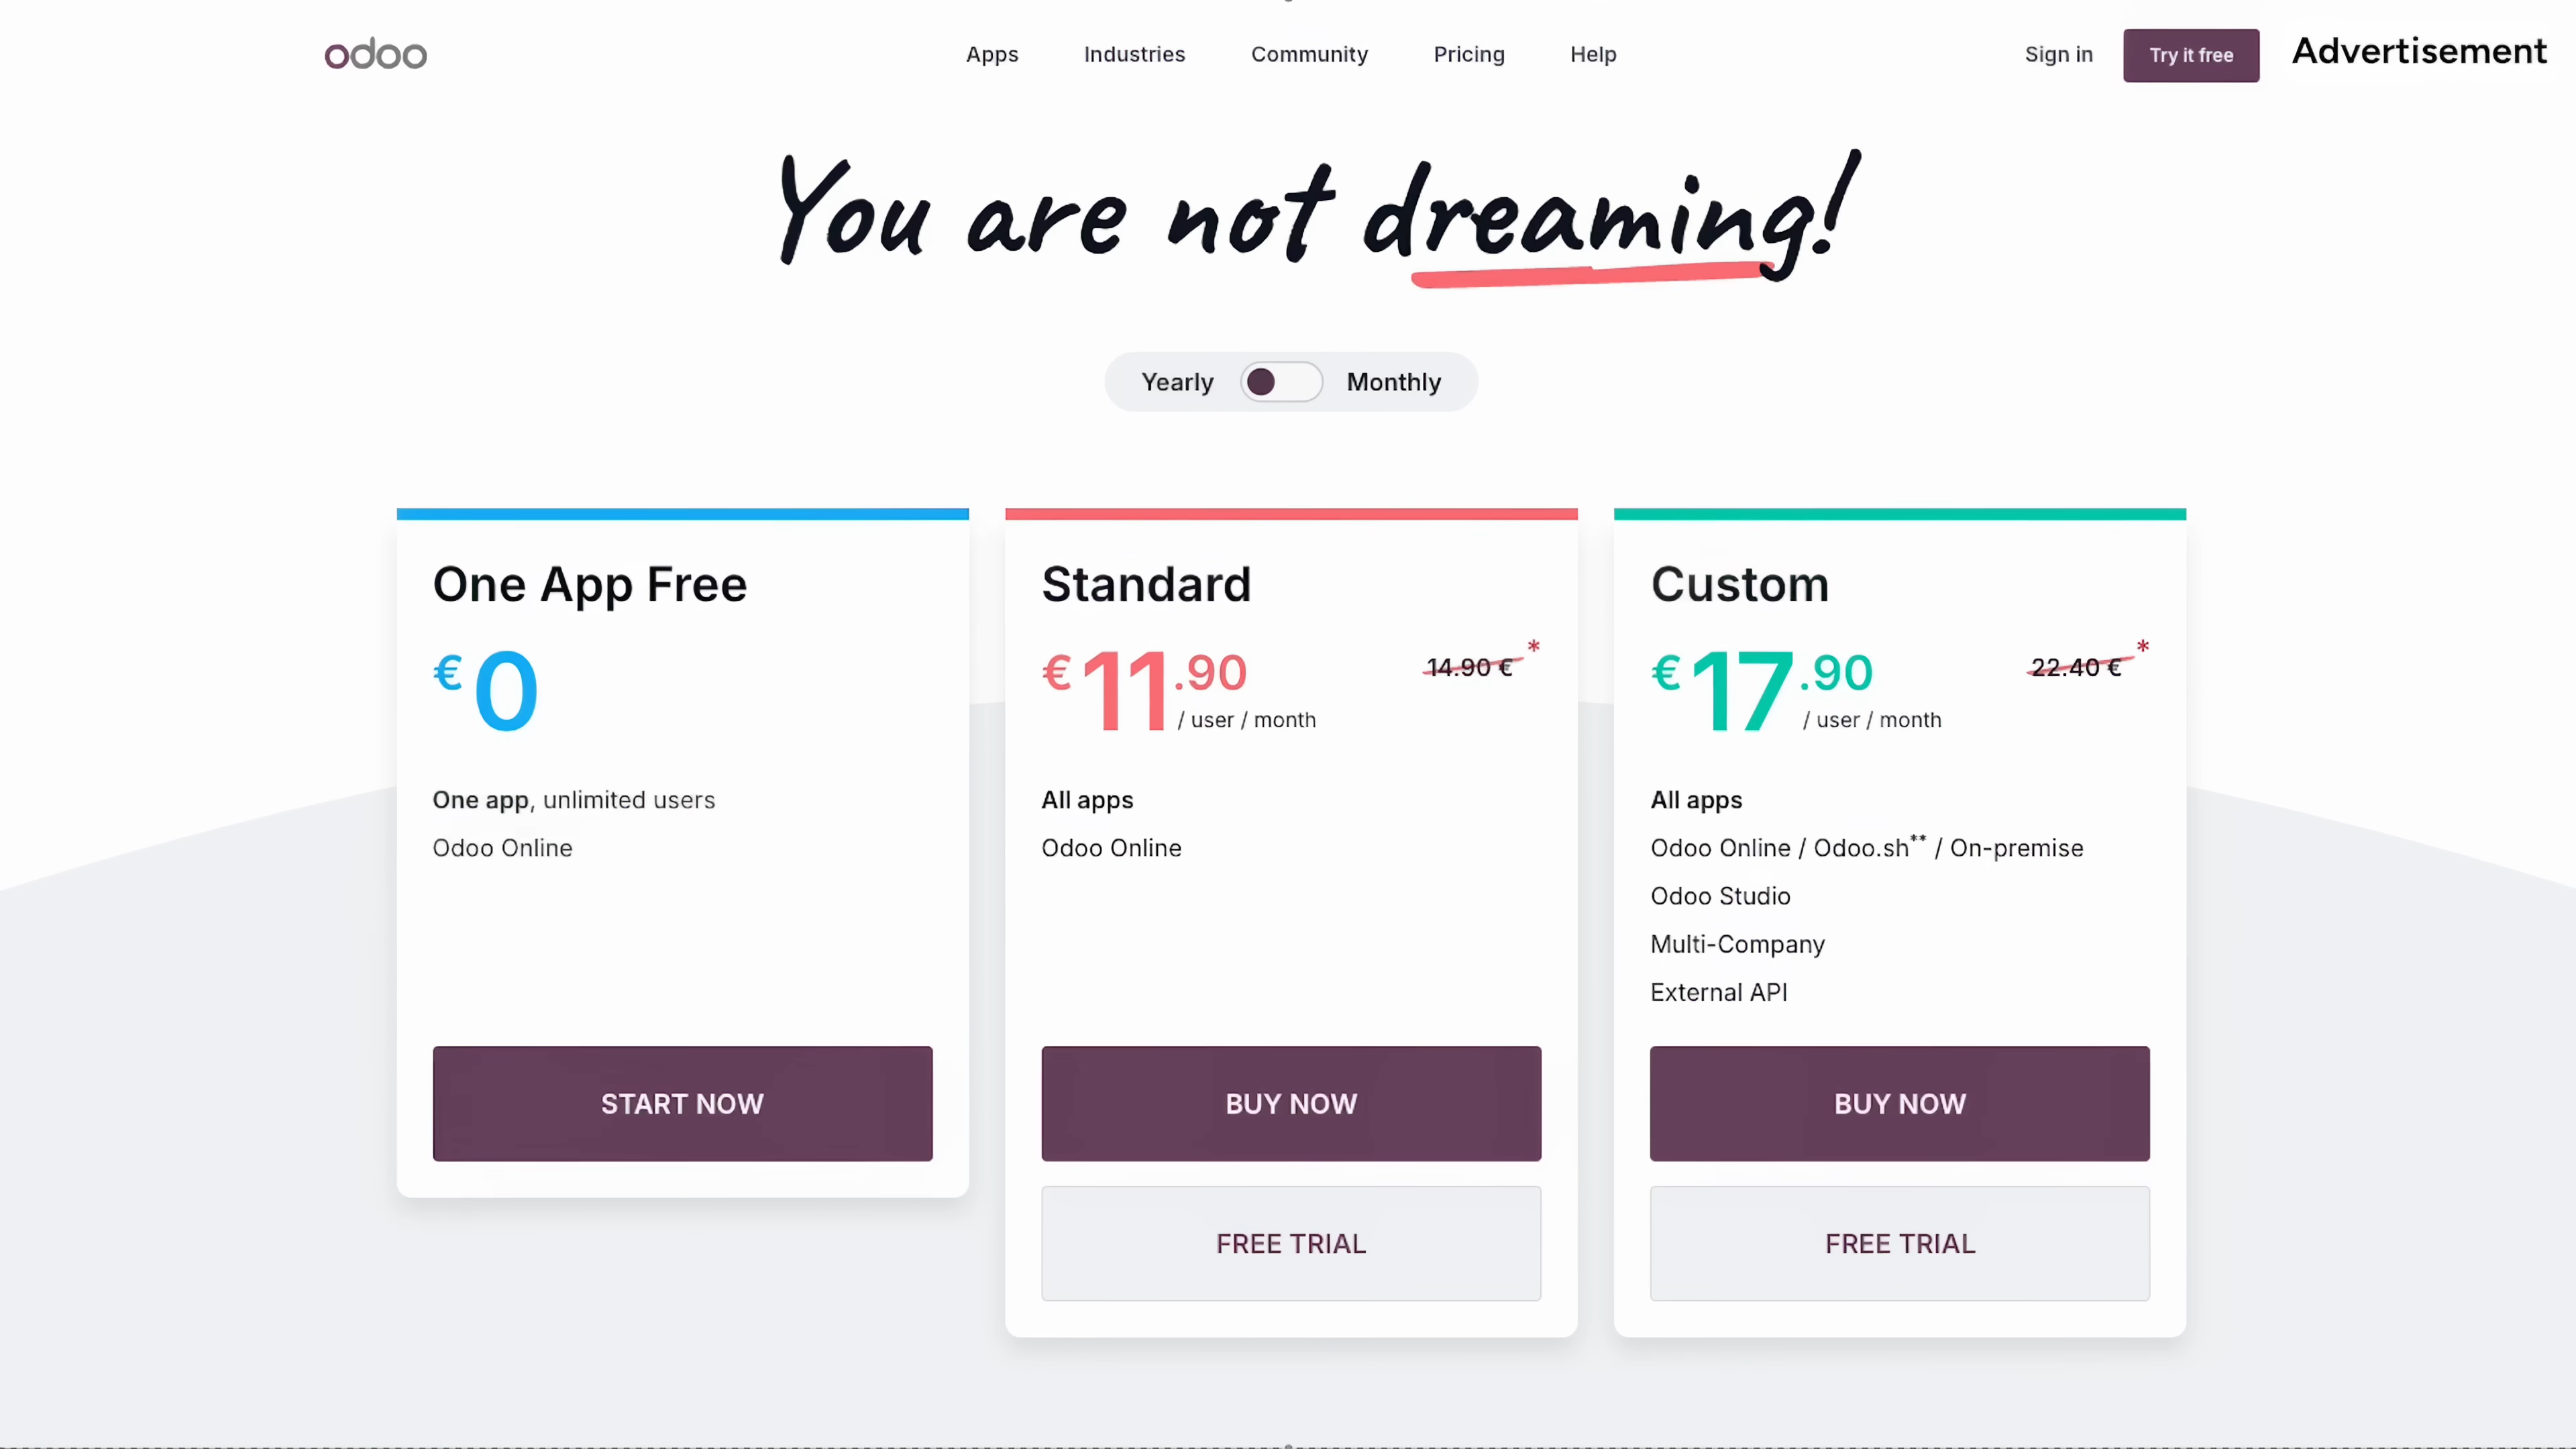 odoo
Apps
Industries
Community
Pricing
Help
Sign in
Try it free
Advertisement
You are not dreaming!
Yearly
Monthly
One App Free
€0
One app, unlimited users
Odoo Online
START NOW
Standard
€11.90
14.90 € *
/ user / month
All apps
Odoo Online
BUY NOW
FREE TRIAL
Custom
€17.90
22.40 € *
/ user / month
All apps
Odoo Online / Odoo.sh** / On-premise
Odoo Studio
Multi-Company
External API
BUY NOW
FREE TRIAL